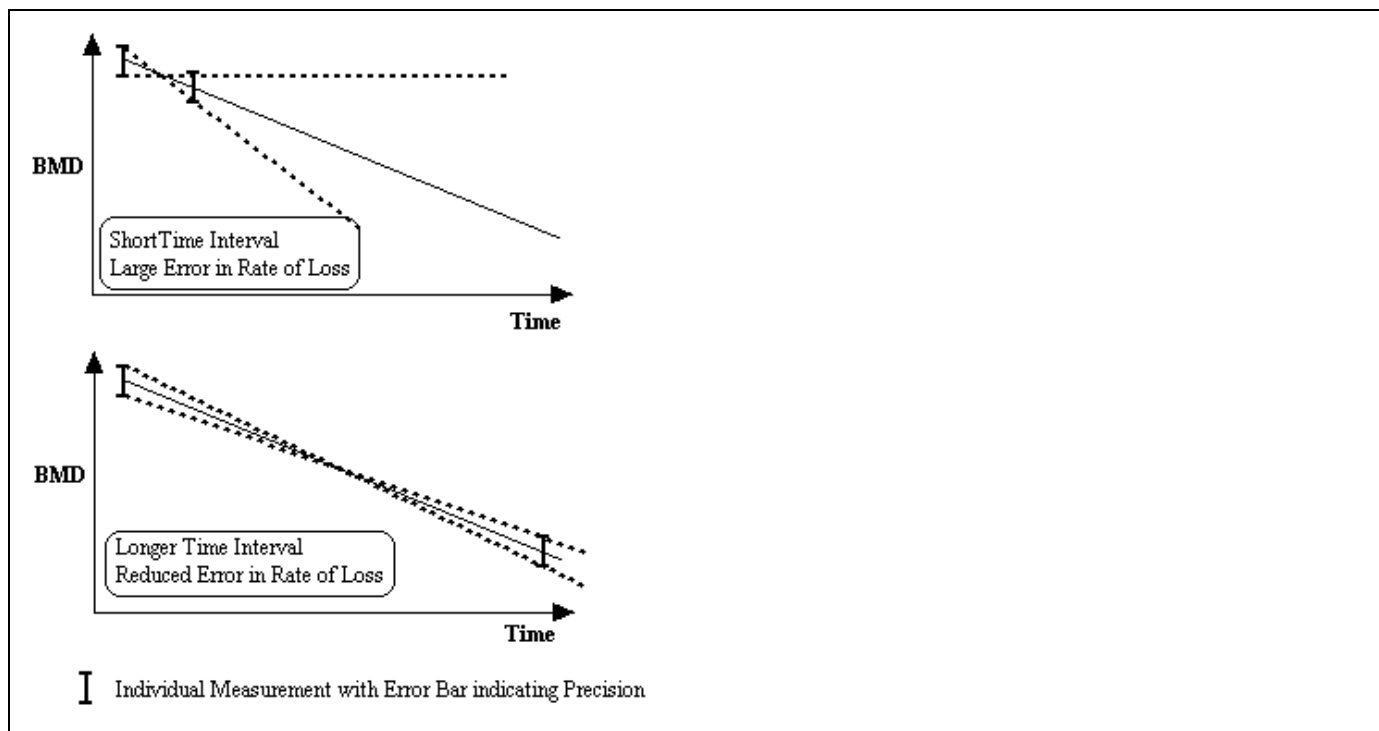 BMD
ShortTime Interval
Large Error in Rate of Loss
Time
BMD
Longer Time Interval
Reduced Error in Rate of Loss
Time
Individual Measurement with Error Bar indicating Precision